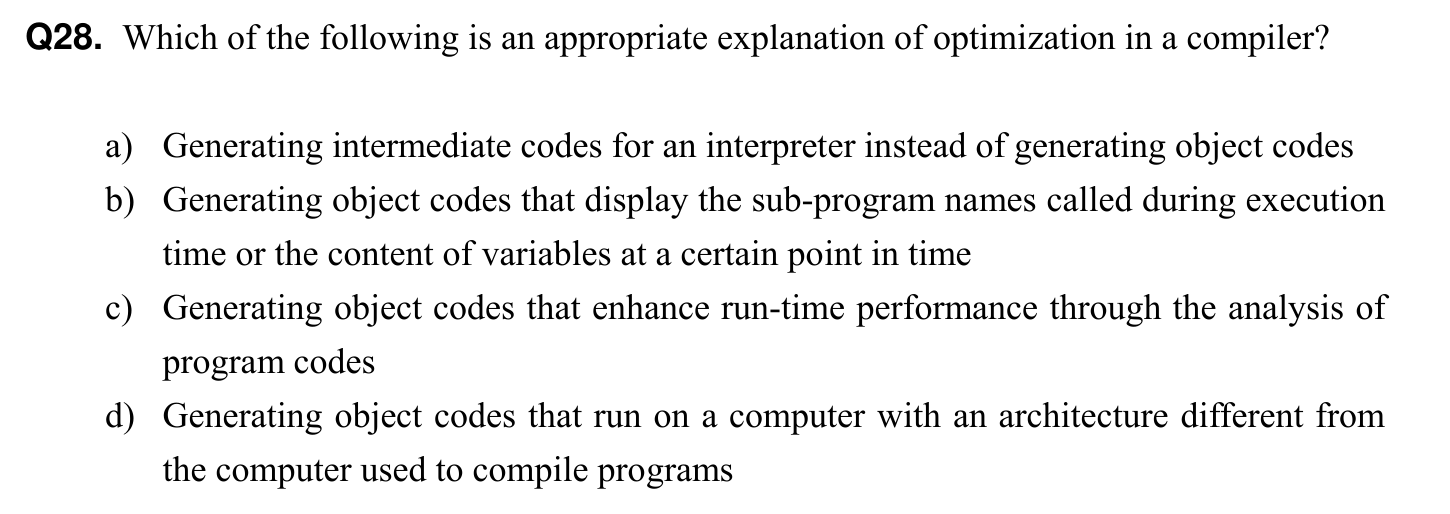 Q28. Which of the following is an appropriate explanation of optimization in a compiler?
a) Generating intermediate codes for an interpreter instead of generating object codes
b) Generating object codes that display the sub-program names called during execution
time or the content of variables at a certain point in time
c) Generating object codes that enhance run-time performance through the analysis of
program codes
d) Generating object codes that run on a computer with an architecture different from
the computer used to compile programs